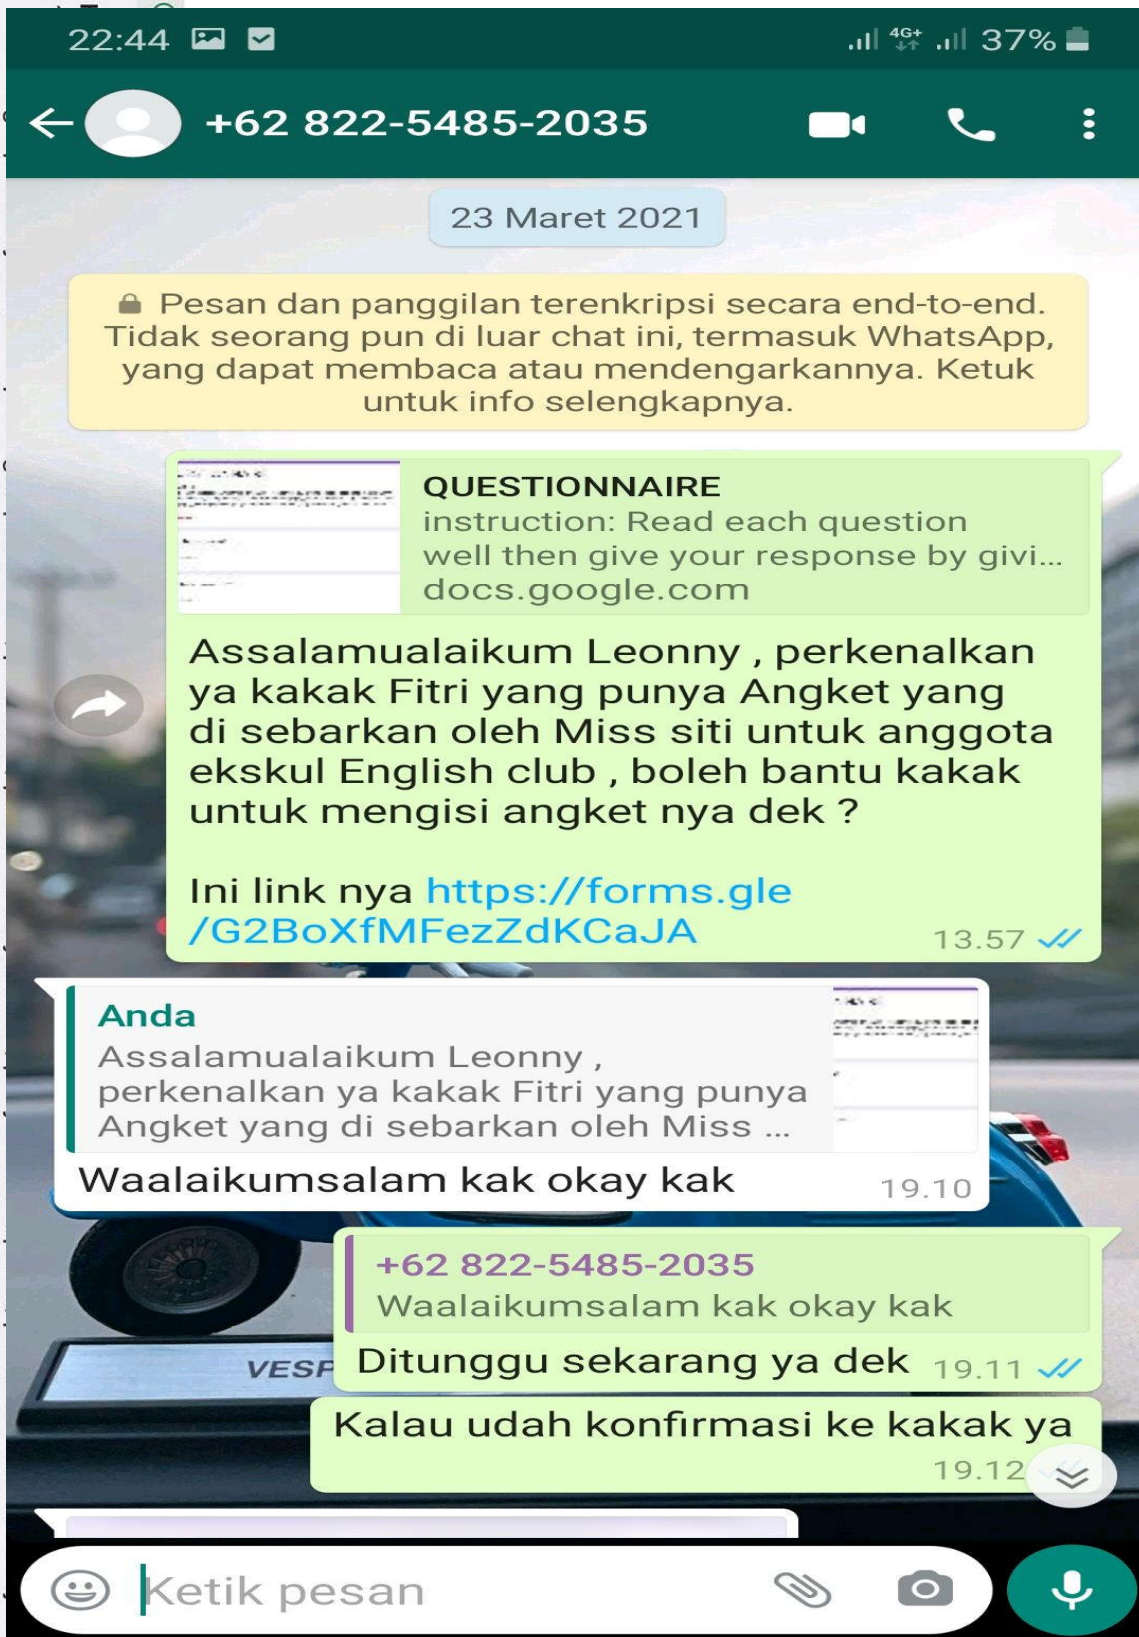 22:44
4G+ 37%
+62 822-5485-2035
23 Maret 2021
Pesan dan panggilan terenkripsi secara end-to-end.
Tidak seorang pun di luar chat ini, termasuk WhatsApp,
yang dapat membaca atau mendengarkannya. Ketuk
untuk info selengkapnya.
QUESTIONNAIRE
instruction: Read each question
well then give your response by givi...
docs.google.com
Assalamualaikum Leonny , perkenalkan
ya kakak Fitri yang punya Angket yang
di sebarkan oleh Miss siti untuk anggota
ekskul English club , boleh bantu kakak
untuk mengisi angket nya dek ?
Ini link nya https://forms.gle
/G2BoXfMFezZdKCaJA
13.57
Anda
Assalamualaikum Leonny ,
perkenalkan ya kakak Fitri yang punya
Angket yang di sebarkan oleh Miss ...
Waalaikumsalam kak okay kak
19.10
+62 822-5485-2035
Waalaikumsalam kak okay kak
VESP
Ditunggu sekarang ya dek 19.11
Kalau udah konfirmasi ke kakak ya
19.12
Ketik pesan